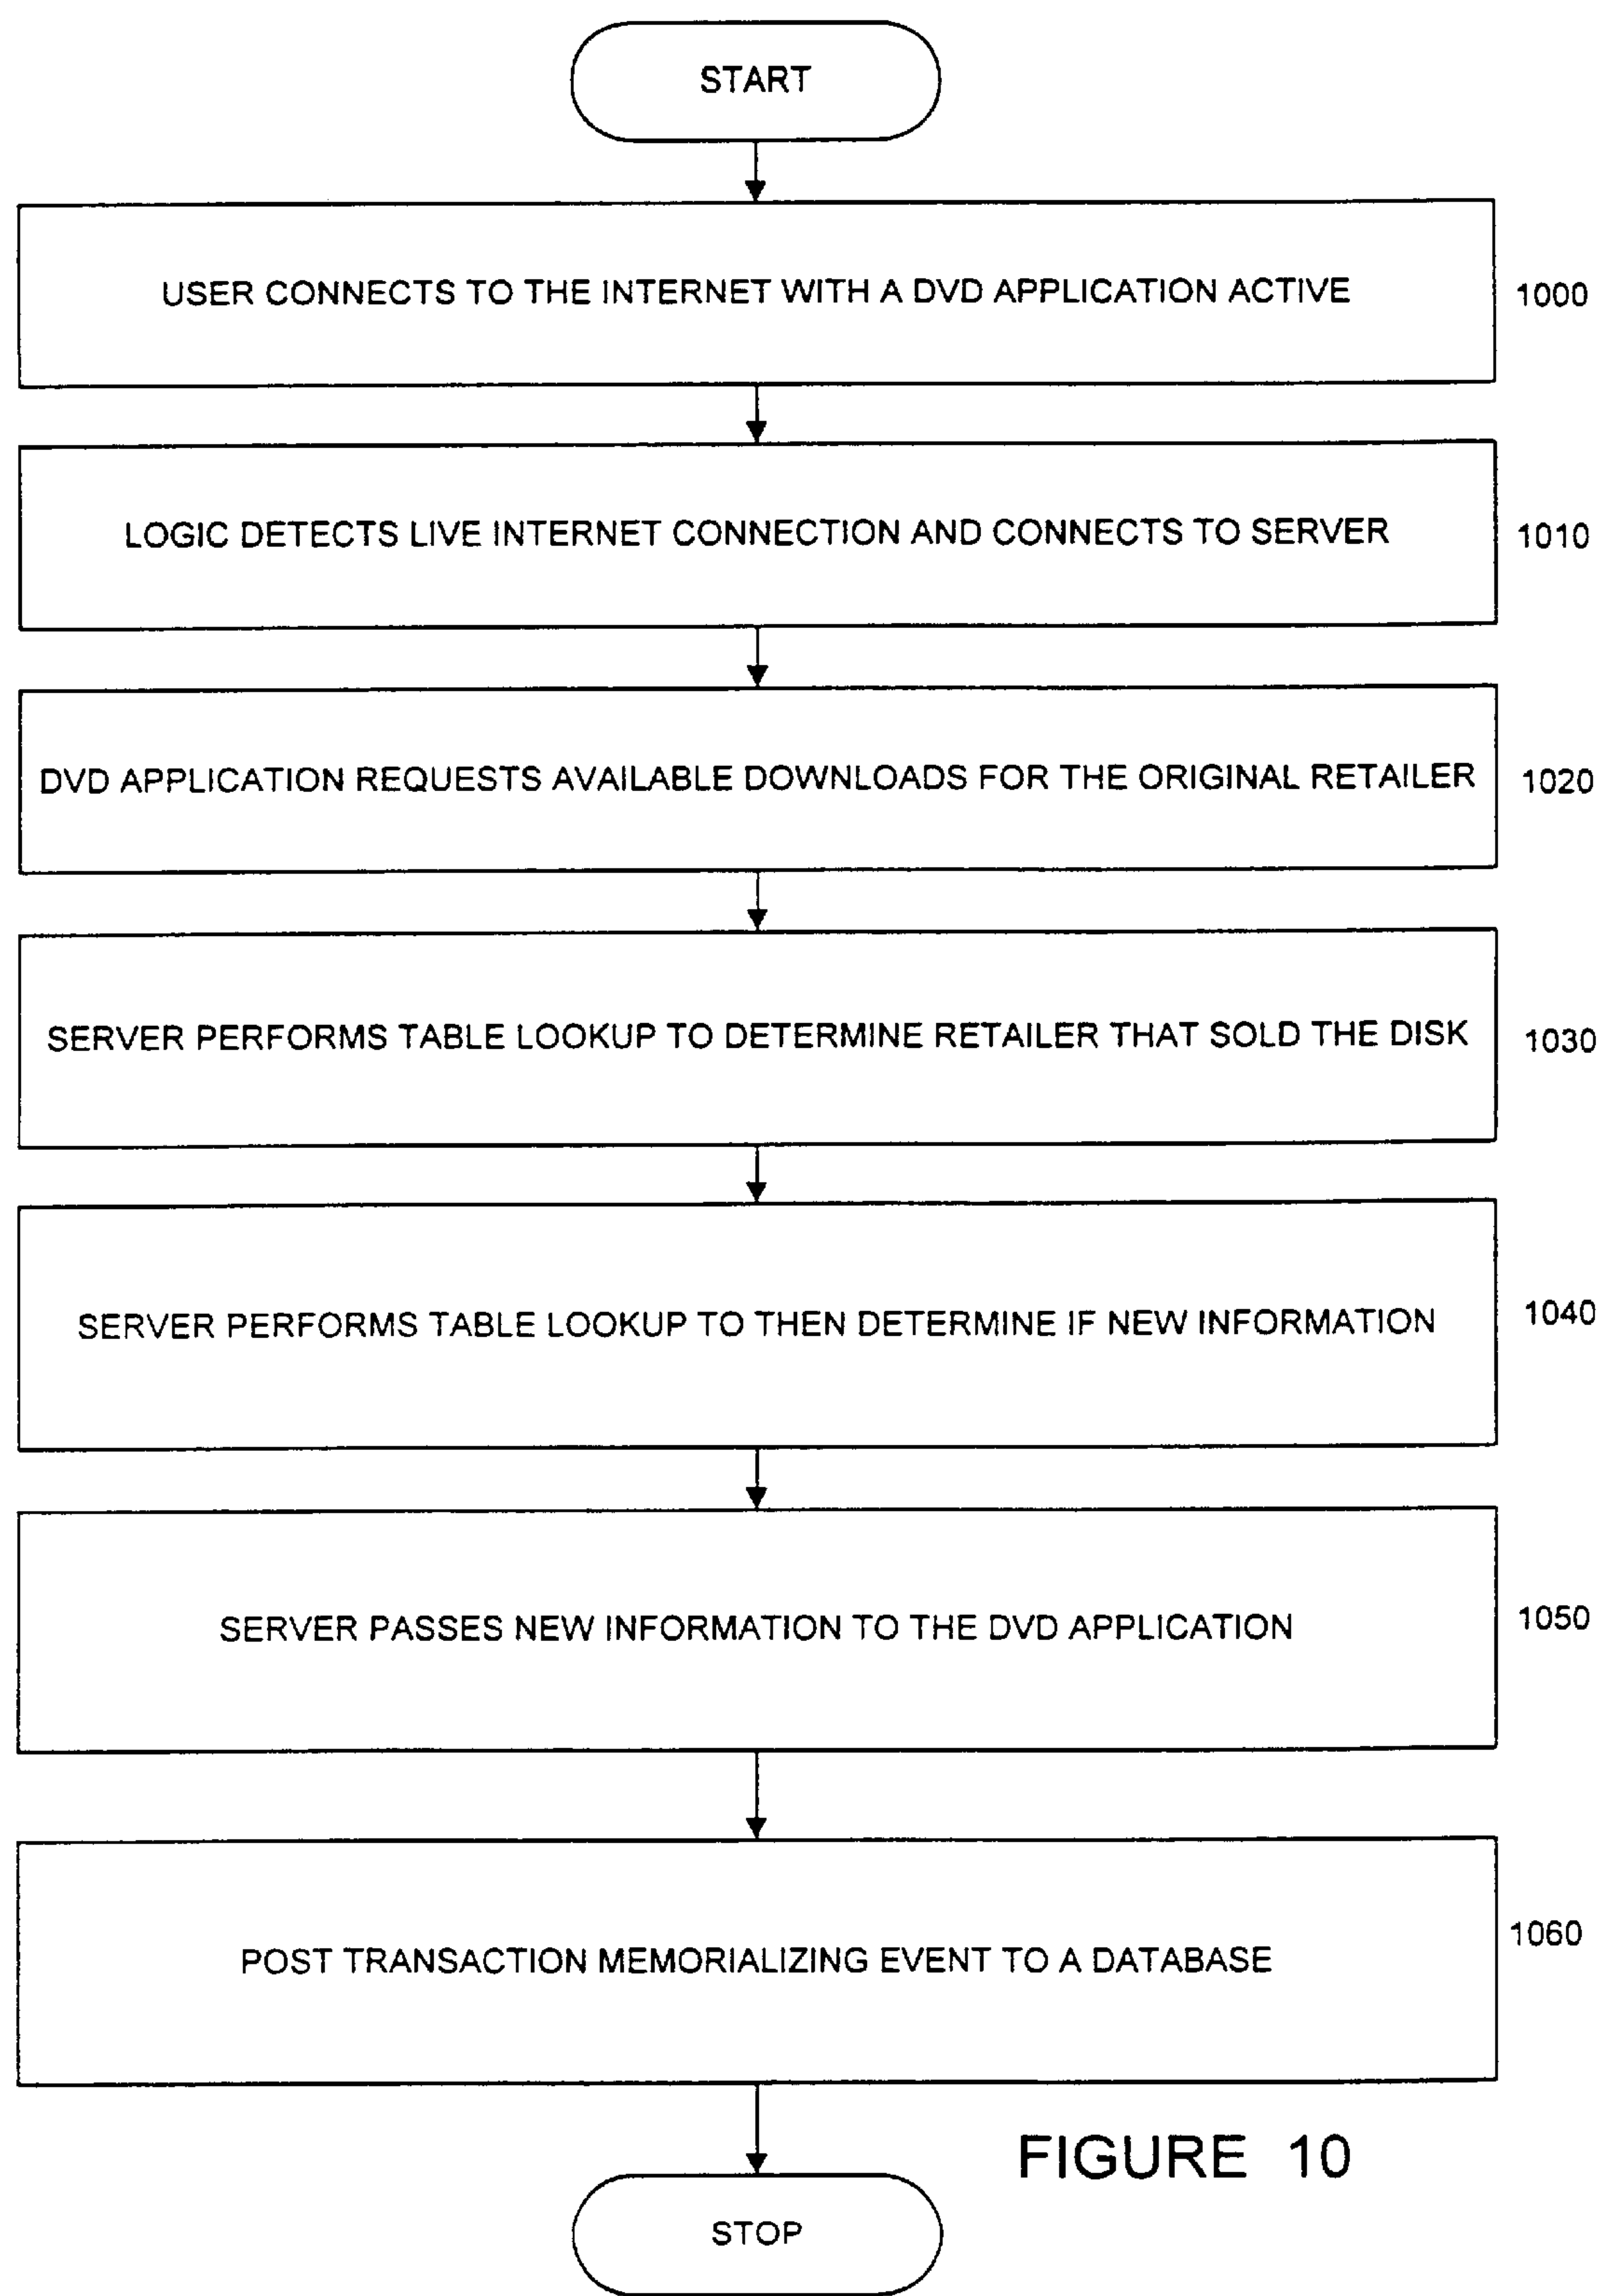 START
USER CONNECTS TO THE INTERNET WITH A DVD APPLICATION ACTIVE
1000
LOGIC DETECTS LIVE INTERNET CONNECTION AND CONNECTS TO SERVER
1010
DVD APPLICATION REQUESTS AVAILABLE DOWNLOADS FOR THE ORIGINAL RETAILER
1020
SERVER PERFORMS TABLE LOOKUP TO DETERMINE RETAILER THAT SOLD THE DISK
1030
SERVER PERFORMS TABLE LOOKUP TO THEN DETERMINE IF NEW INFORMATION
1040
SERVER PASSES NEW INFORMATION TO THE DVD APPLICATION
1050
POST TRANSACTION MEMORIALIZING EVENT TO A DATABASE
1060
FIGURE 10
STOP